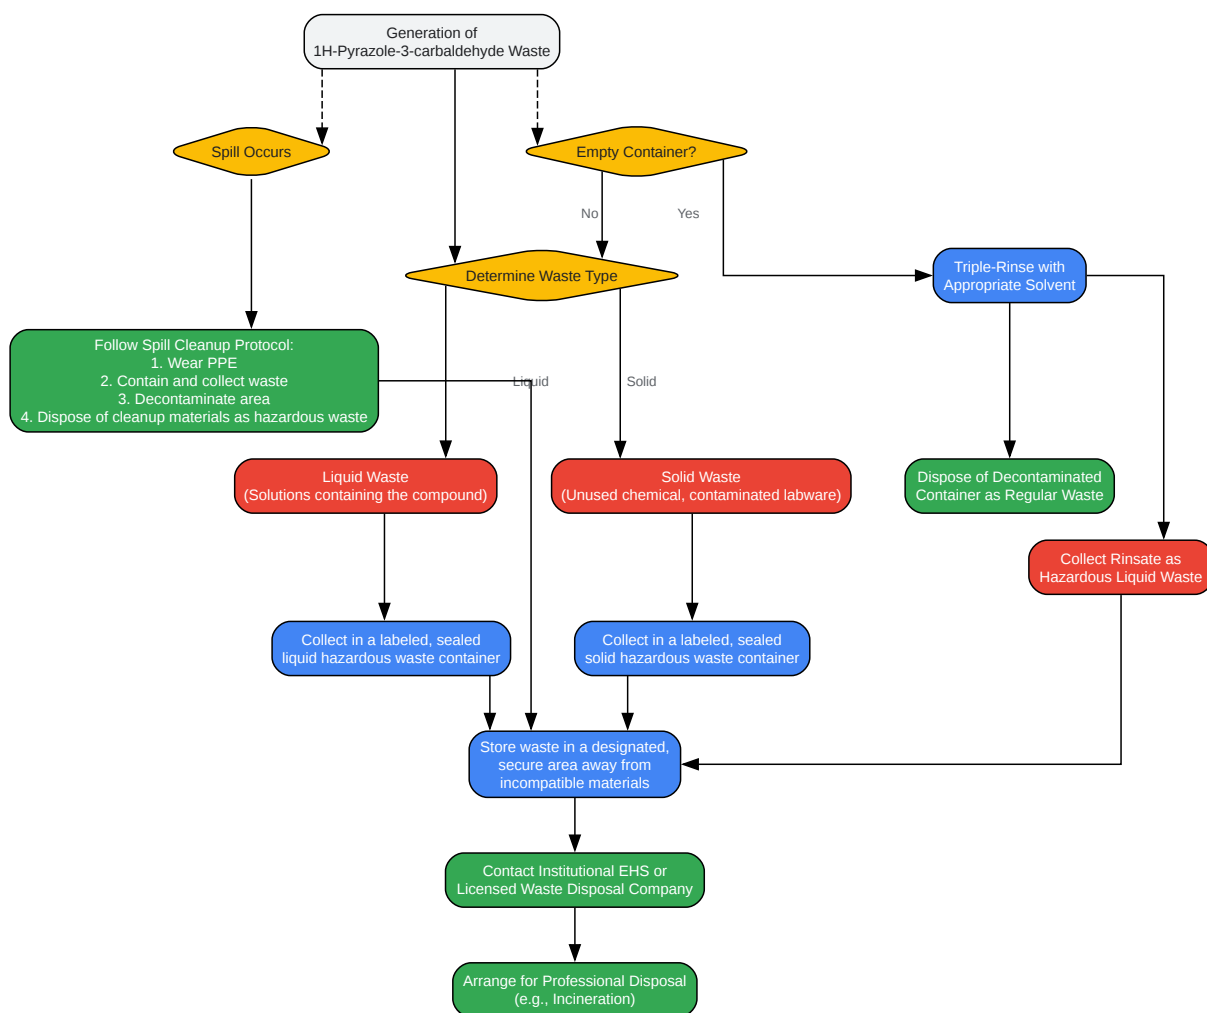 Generation of
1H-Pyrazole-3-carbaldehyde Waste
Spill Occurs
Empty Container?
No
Yes
Determine Waste Type
Triple-Rinse with
Appropriate Solvent
Follow Spill Cleanup Protocol:
1. Wear PPE
2. Contain and collect waste
3. Decontaminate area
4. Dispose of cleanup materials as hazardous waste
Liquid
Solid
Liquid Waste
(Solutions containing the compound)
Solid Waste
(Unused chemical, contaminated labware)
Dispose of Decontaminated
Container as Regular Waste
Collect Rinsate as
Hazardous Liquid Waste
Collect in a labeled, sealed
liquid hazardous waste container
Collect in a labeled, sealed
solid hazardous waste container
Store waste in a designated,
secure area away from
incompatible materials
Contact Institutional EHS or
Licensed Waste Disposal Company
Arrange for Professional Disposal
(e.g., Incineration)